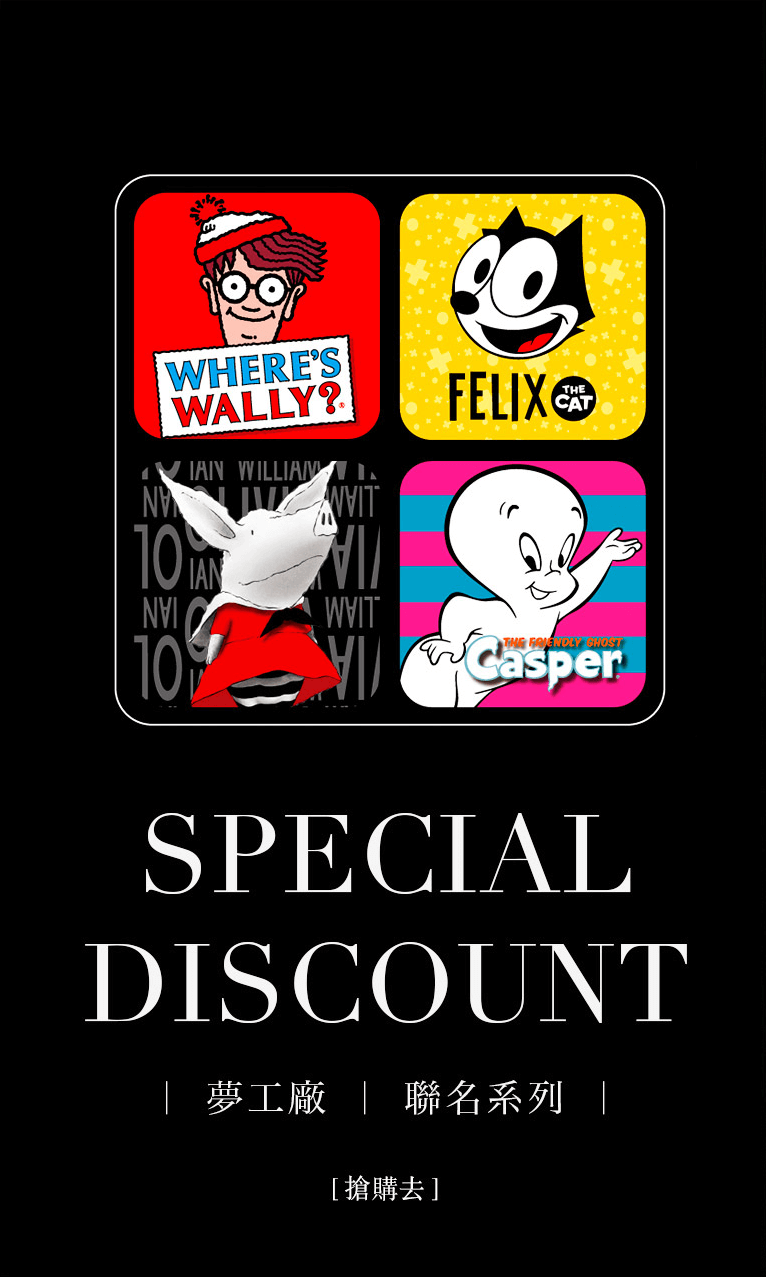 WHERE'S
WALLY?
FELIX THE CAT
IAN WILLIAM
THE FRIENDLY GHOST
Casper
SPECIAL
DISCOUNT
| 夢工廠 | 聯名系列 |
[ 搶購去 ]